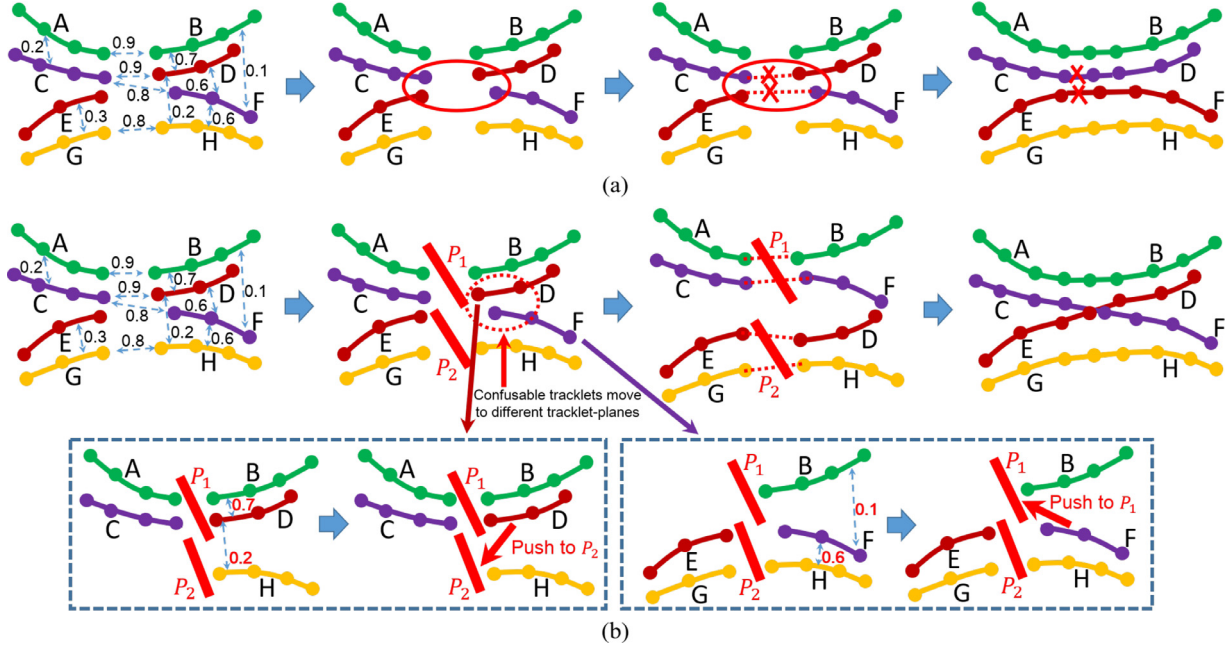 A B A B A B A B
0.2 0.9 0.7 0.1
C 0.9 D C D C D C D
0.8 0.6
E 0.3 0.2 0.6 F E F E F E F
G 0.8 H G H G H G H
(a)
A B A B A B A B
0.2 0.9 0.7 0.1 P1 P1
C 0.9 D C D C F C D
0.8 0.6
E 0.3 0.2 0.6 F E F E D E F
G 0.8 H G P2 H G P2 H G H
Confusable tracklets move
to different tracklet-planes
A P1 B A P1 B P1 B P1 B
C 0.7 D C D 0.1 Push to P1
0.2 Push to P2 E 0.6 F E F
P2 H P2 H G P2 H G P2 H
(b)